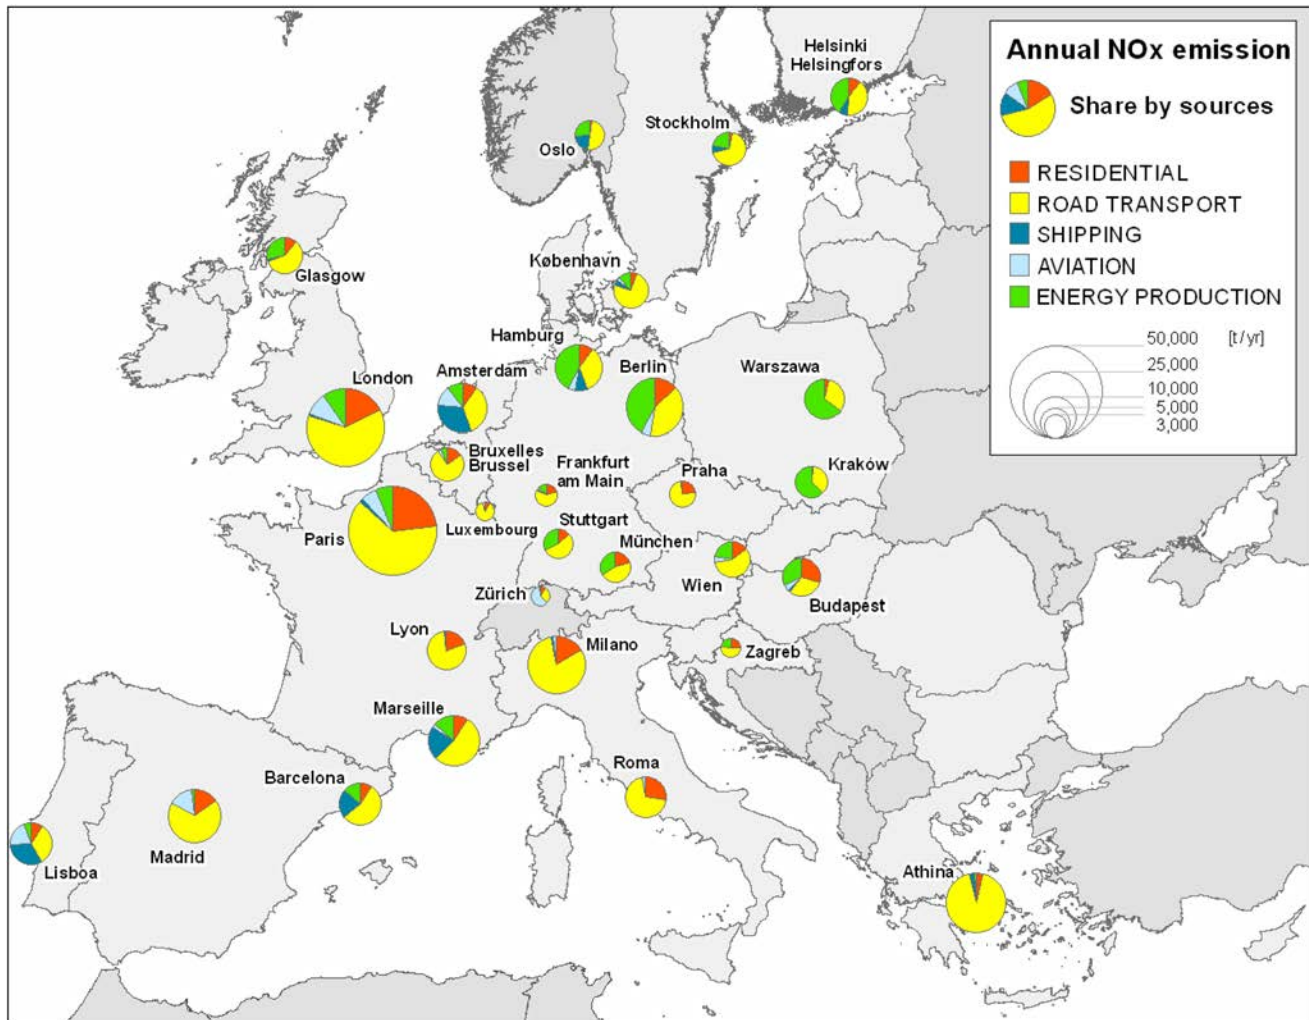 Helsinki
Helsingfors
Stockholm
Oslo
Glasgow
København
Hamburg
Berlin
Warszawa
London
Amsterdam
Bruxelles
Brussel
Frankfurt
am Main
Praha
Kraków
Paris
Luxembourg
Stuttgart
München
Wien
Budapest
Zürich
Lyon
Milano
Zagreb
Marseille
Barcelona
Roma
Madrid
Lisboa
Athina
Annual NOx emission
Share by sources
RESIDENTIAL
ROAD TRANSPORT
SHIPPING
AVIATION
ENERGY PRODUCTION
50,000 [t/yr]
25,000
10,000
5,000
3,000